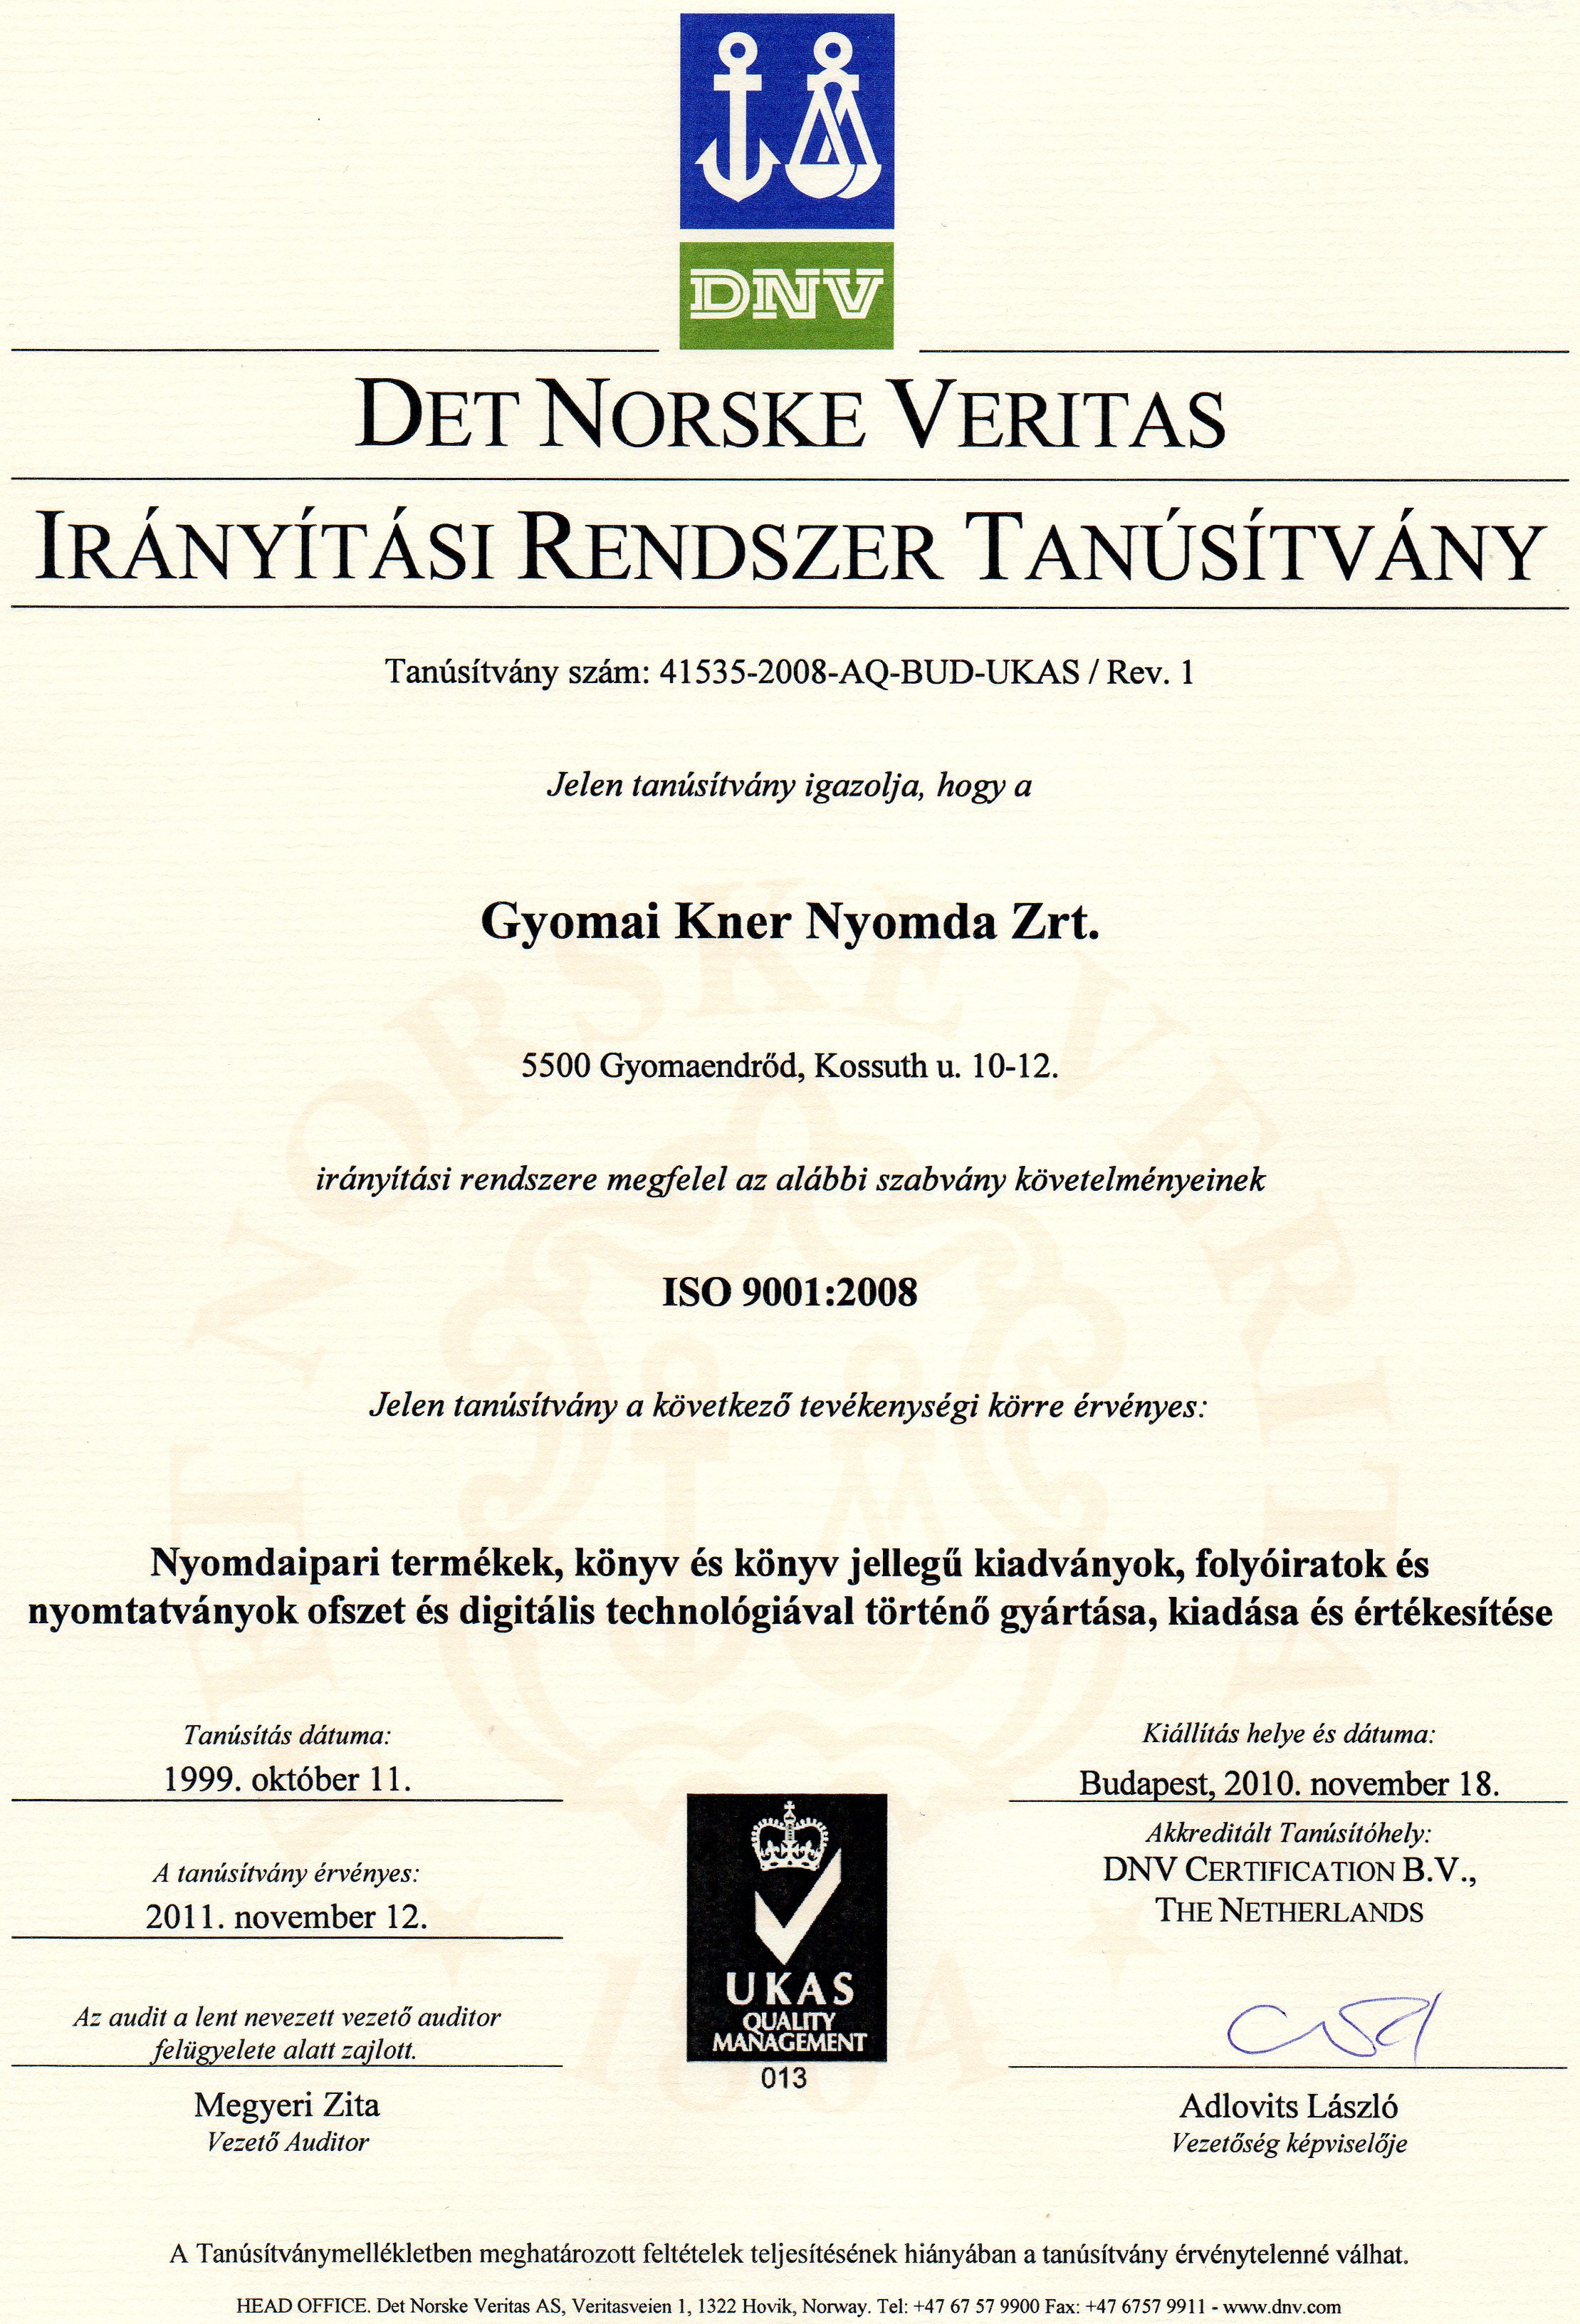 DNV
DET NORSKE VERITAS
IRÁNYÍTÁSI RENDSZER TANÚSÍTVÁNY
Tanúsítvány szám: 41535-2008-AQ-BUD-UKAS / Rev. 1
Jelen tanúsítvány igazolja, hogy a
Gyomai Kner Nyomda Zrt.
5500 Gyomaendrőd, Kossuth u. 10-12.
irányítási rendszere megfelel az alábbi szabvány követelményeinek
ISO 9001:2008
Jelen tanúsítvány a következő tevékenységi körre érvényes:
Nyomdaipari termékek, könyv és könyv jellegű kiadványok, folyóiratok és
nyomtatványok ofszet és digitális technológiával történő gyártása, kiadása és értékesítése
Tanúsítás dátuma:
1999. október 11.
A tanúsítvány érvényes:
2011. november 12.
Az audit a lent nevezett vezető auditor
felügyelete alatt zajlott.
Megyeri Zita
Vezető Auditor
UKAS
QUALITY
MANAGEMENT
013
Kiállítás helye és dátuma:
Budapest, 2010. november 18.
Akkreditált Tanúsítóhely:
DNV CERTIFICATION B.V.,
THE NETHERLANDS
Adlovits László
Vezetőség képviselője
A Tanúsítványmellékletben meghatározott feltételek teljesítésének hiányában a tanúsítvány érvénytelenné válhat.
HEAD OFFICE. Det Norske Veritas AS, Veritasveien 1, 1322 Hovik, Norway. Tel: +47 67 57 9900 Fax: +47 6757 9911 - www.dnv.com